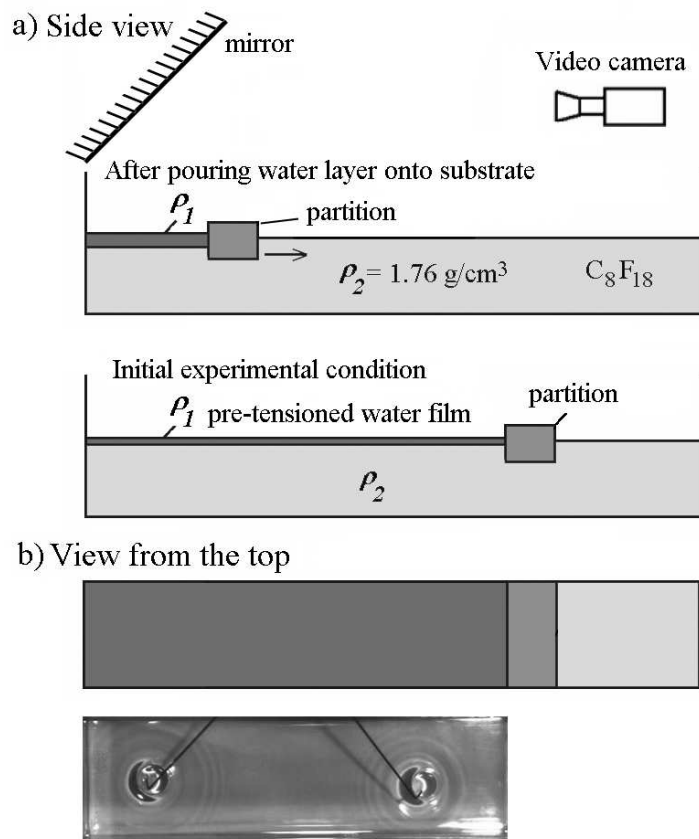 a) Side view
mirror
Video camera
After pouring water layer onto substrate
ρ1
partition
ρ2 = 1.76 g/cm³
C8F18
Initial experimental condition
ρ1 pre-tensioned water film
partition
ρ2
b) View from the top